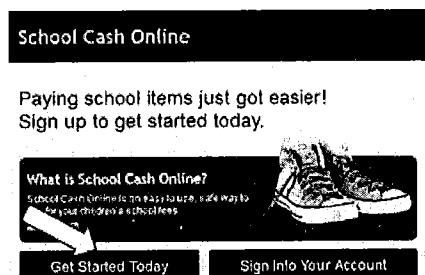 School Cash Online
Paying school items just got easier!
Sign up to get started today.
What is School Cash Online?
School Cash Online is an easy to use, safe way to
for your children's school fees
Get Started Today
Sign Into Your Account